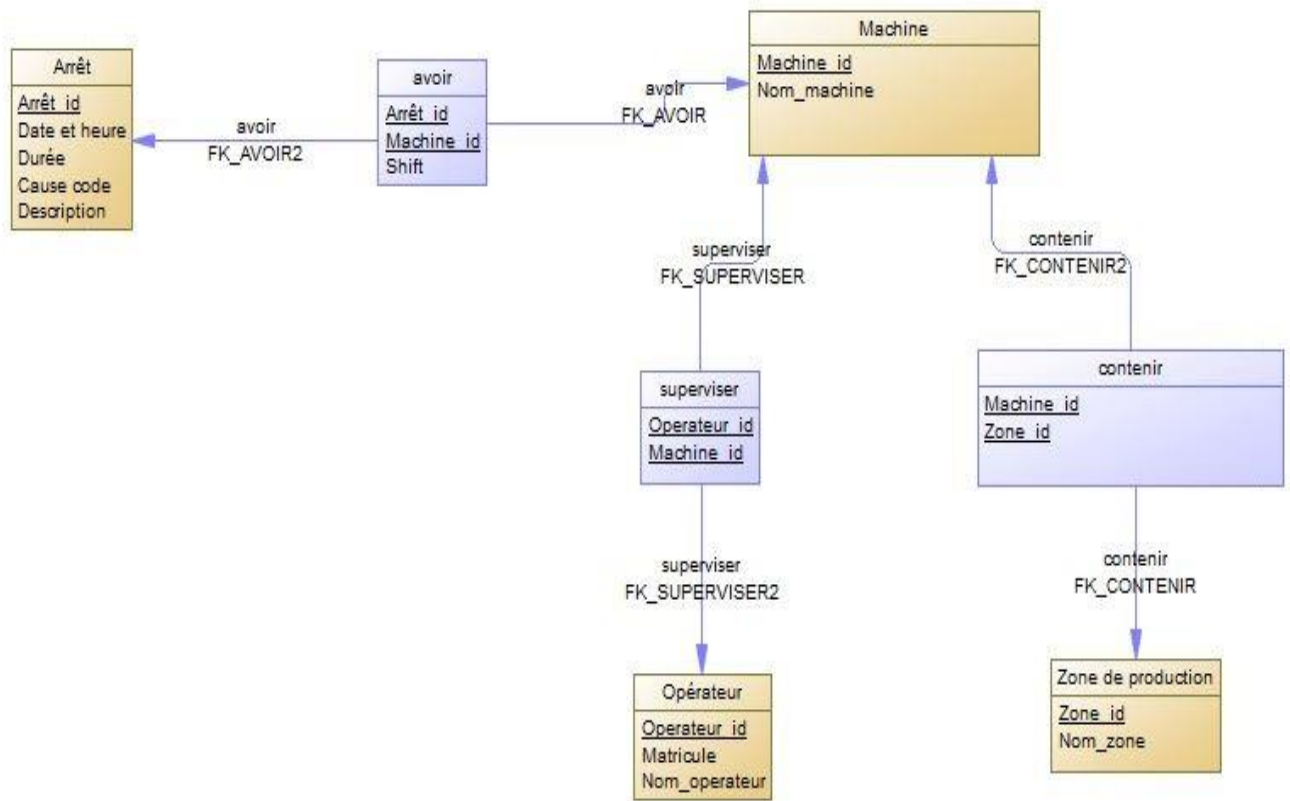 Machine
Machine_id
Nom_machine
Arrêt
Arrêt_id
Date et heure
Durée
Cause code
Description
avoir
Arrêt_id
Machine_id
Shift
avoir
FK_AVOIR2
avoir
FK_AVOIR
superviser
FK_SUPERVISER
contenir
FK_CONTENIR2
superviser
Operateur_id
Machine_id
contenir
Machine_id
Zone_id
superviser
FK_SUPERVISER2
contenir
FK_CONTENIR
Opérateur
Operateur_id
Matricule
Nom_operateur
Zone de production
Zone_id
Nom_zone